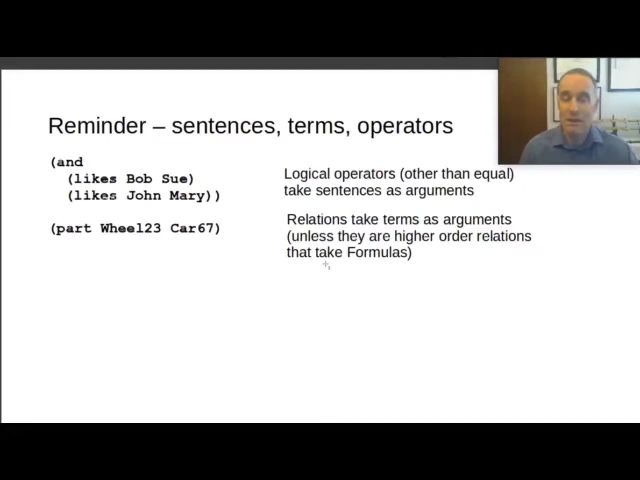 Reminder – sentences, terms, operators
(and
(likes Bob Sue)
(likes John Mary))
Logical operators (other than equal)
take sentences as arguments
(part Wheel23 Car67)
Relations take terms as arguments
(unless they are higher order relations
that take Formulas)